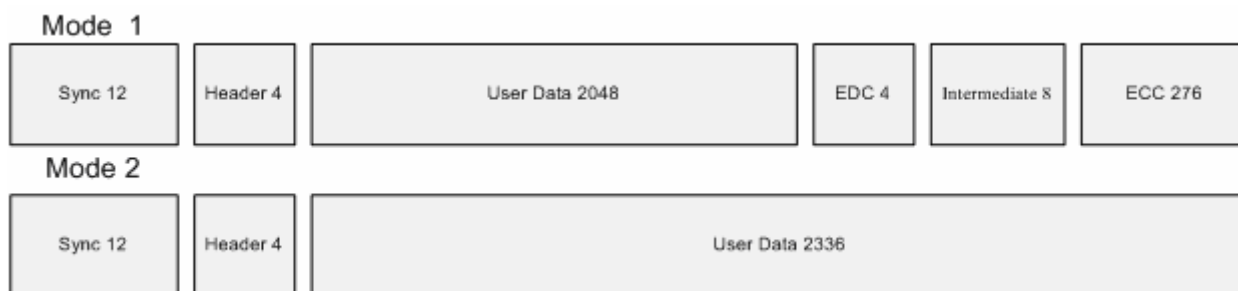 Mode 1
Sync 12 Header 4 User Data 2048 EDC 4 Intermediate 8 ECC 276
Mode 2
Sync 12 Header 4 User Data 2336